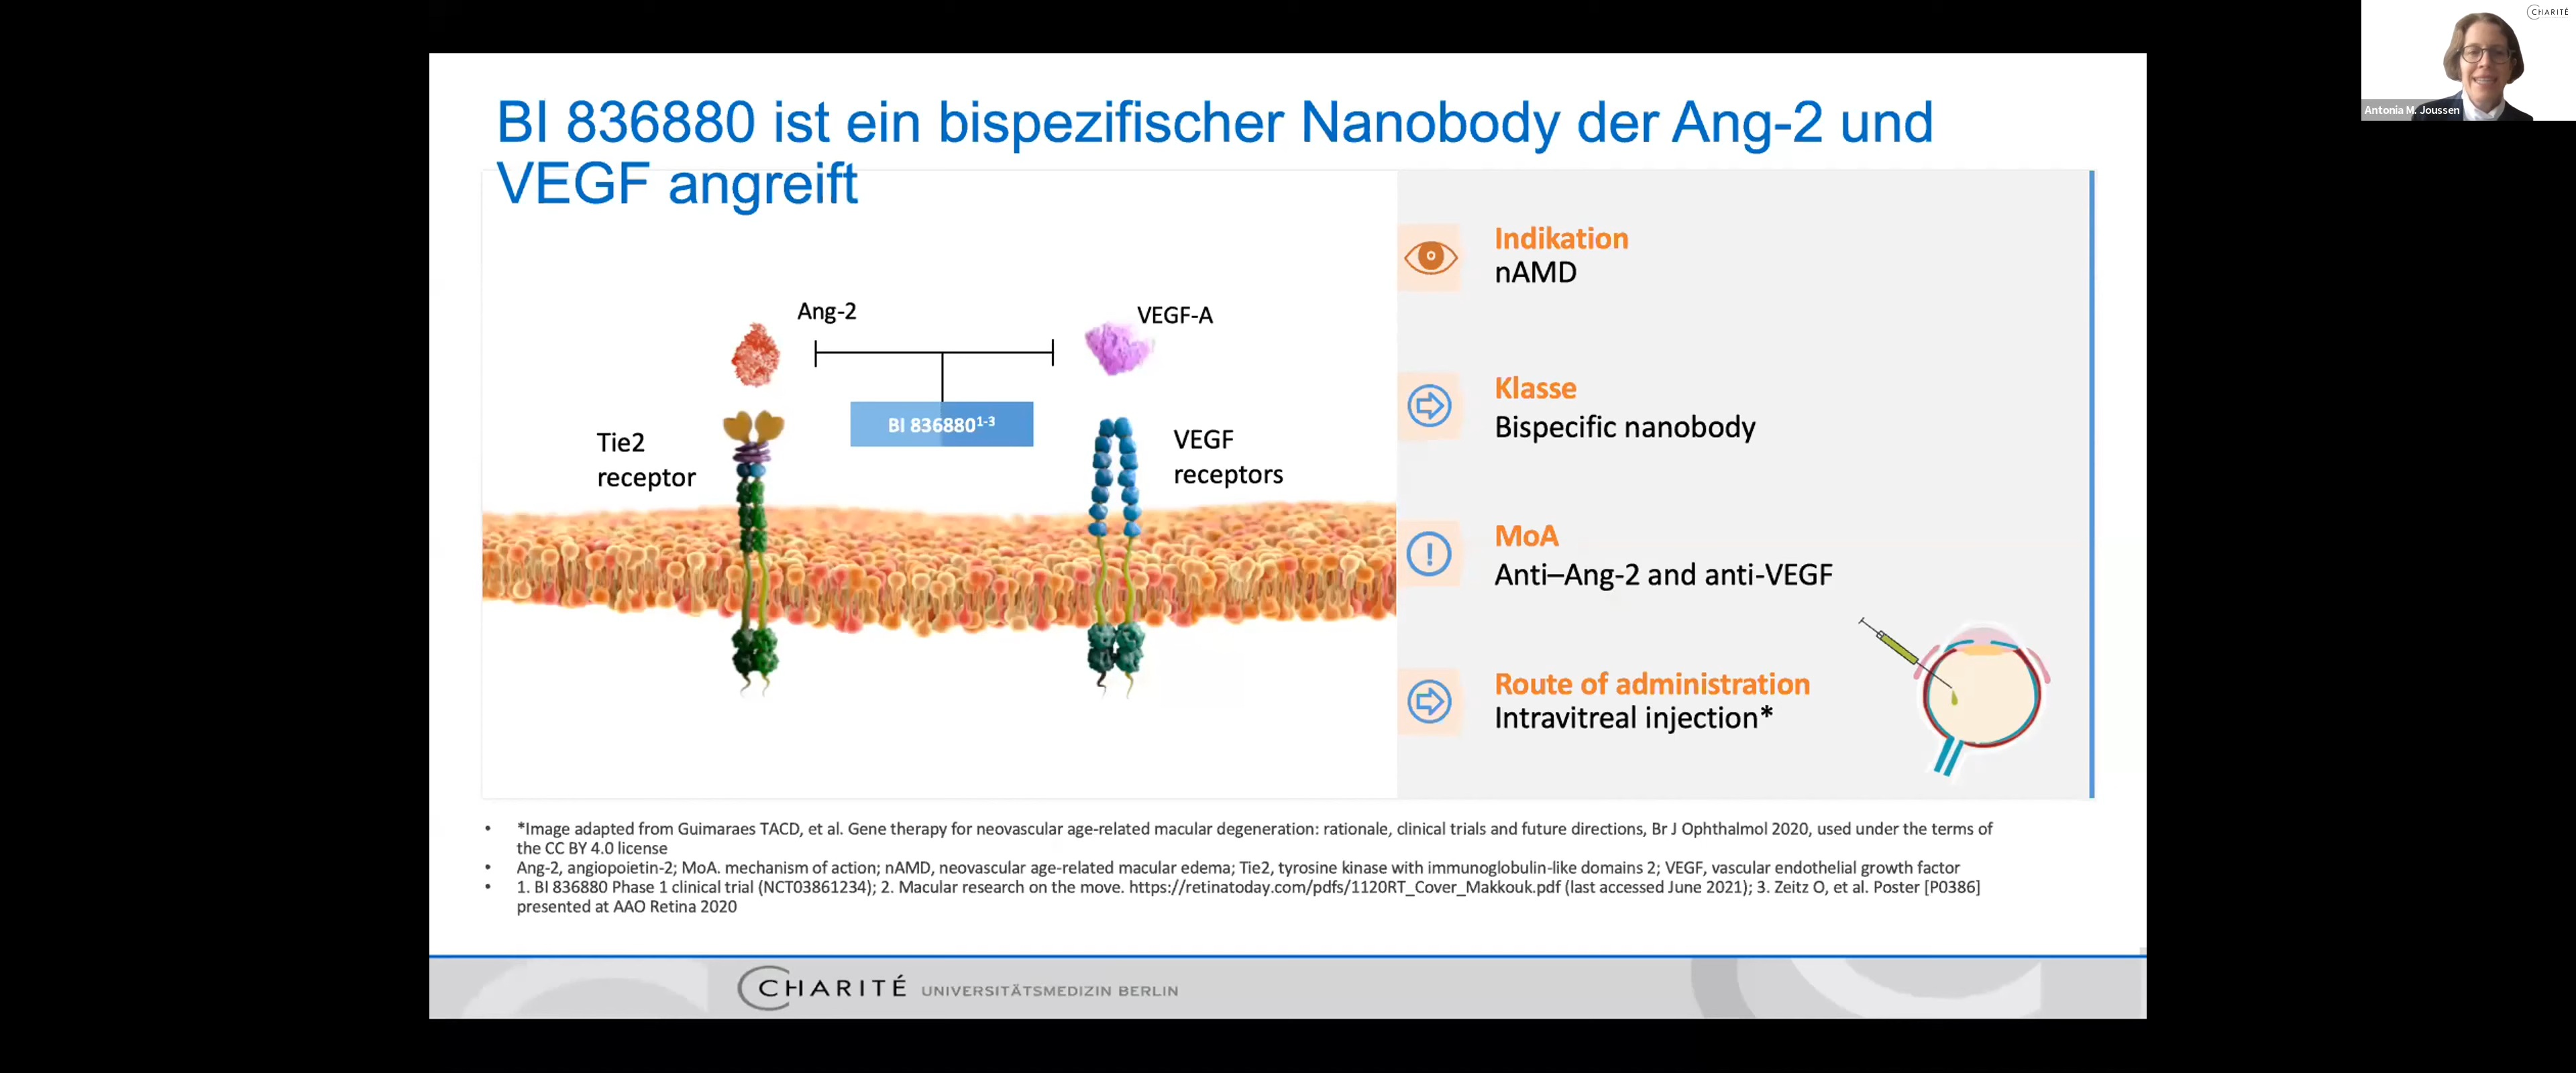 BI 836880 ist ein bispezifischer Nanobody der Ang-2 und
VEGF angreift
Ang-2
VEGF-A
BI 836880¹⁻³
Tie2
receptor
VEGF
receptors
Indikation
nAMD
Klasse
Bispecific nanobody
MoA
Anti–Ang-2 and anti-VEGF
Route of administration
Intravitreal injection*
• *Image adapted from Guimaraes TACD, et al. Gene therapy for neovascular age-related macular degeneration: rationale, clinical trials and future directions, Br J Ophthalmol 2020, used under the terms of
the CC BY 4.0 license
• Ang-2, angiopoietin-2; MoA. mechanism of action; nAMD, neovascular age-related macular edema; Tie2, tyrosine kinase with immunoglobulin-like domains 2; VEGF, vascular endothelial growth factor
• 1. BI 836880 Phase 1 clinical trial (NCT03861234); 2. Macular research on the move. https://retinatoday.com/pdfs/1120RT_Cover_Makkouk.pdf (last accessed June 2021); 3. Zeitz O, et al. Poster [P0386]
presented at AAO Retina 2020
CHARITÉ UNIVERSITÄTSMEDIZIN BERLIN
CHARITÉ
Antonia M. Joussen